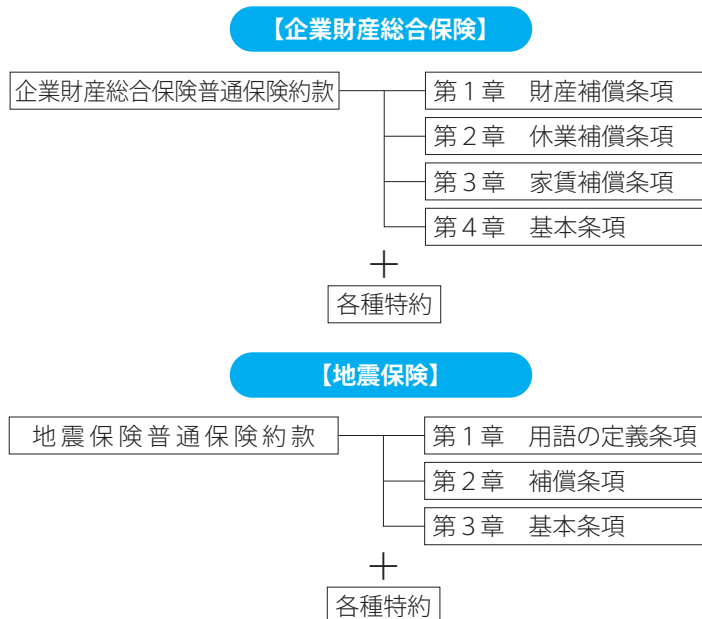 【企業財産総合保険】
企業財産総合保険普通保険約款
第1章 財産補償条項
第2章 休業補償条項
第3章 家賃補償条項
第4章 基本条項
+
各種特約
【地震保険】
地震保険普通保険約款
第1章 用語の定義条項
第2章 補償条項
第3章 基本条項
+
各種特約